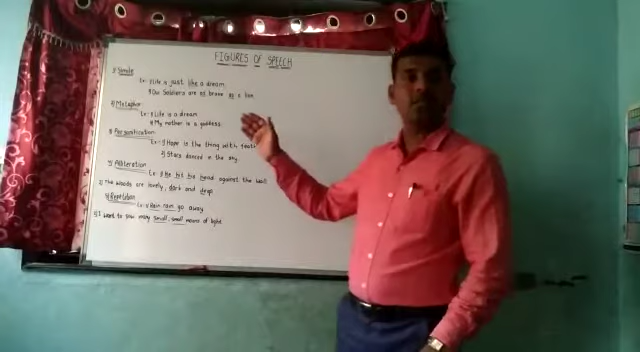 FIGURES OF SPEECH
1) Simile
Ex:- 1) Life is just like a dream.
2) Our Soldiers are as brave as a lion.
2) Metaphor
Ex:- 1) Life is a dream.
2) My mother is a goddess.
3) Personification
Ex:- 1) Hope is the thing with
2) Stars danced in the sky.
4) Alliteration
Ex:- 1) He hit his head against the wall
2) The woods are lonely, dark and deep
5) Repetition
Ex:- 1) Rain, rain go away
2) I want to sow many small, small moons of light